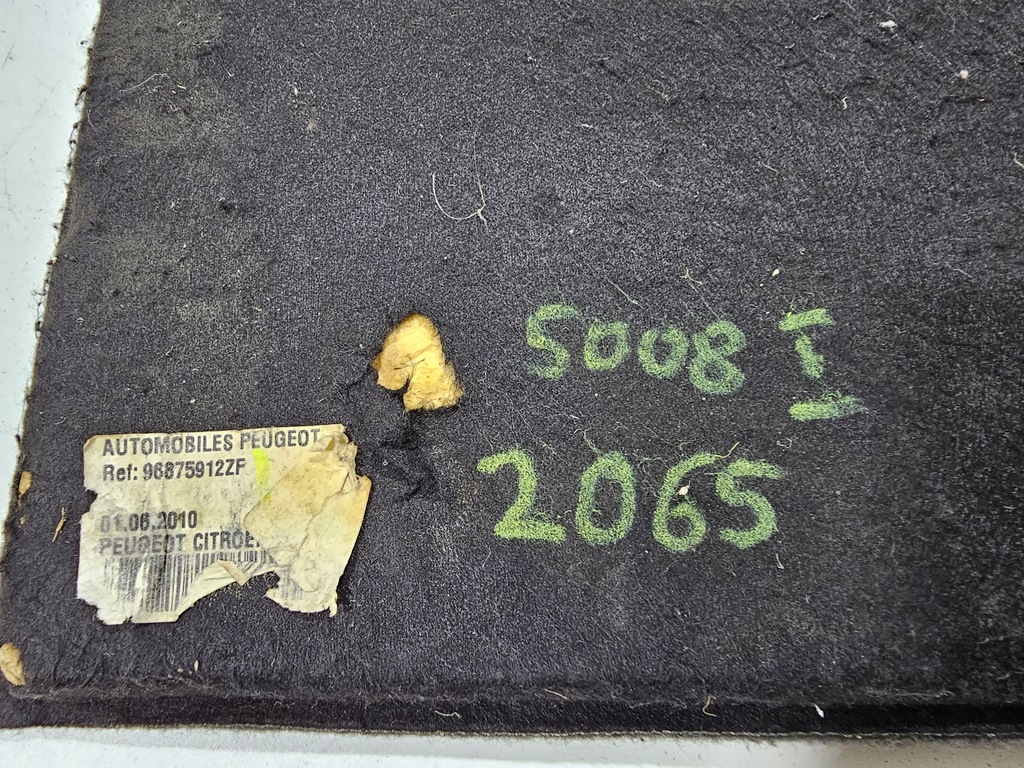 5008 I
2065
AUTOMOBILES PEUGEOT
Ref: 96875912ZF
01.06.2010
PEUGEOT CITROE